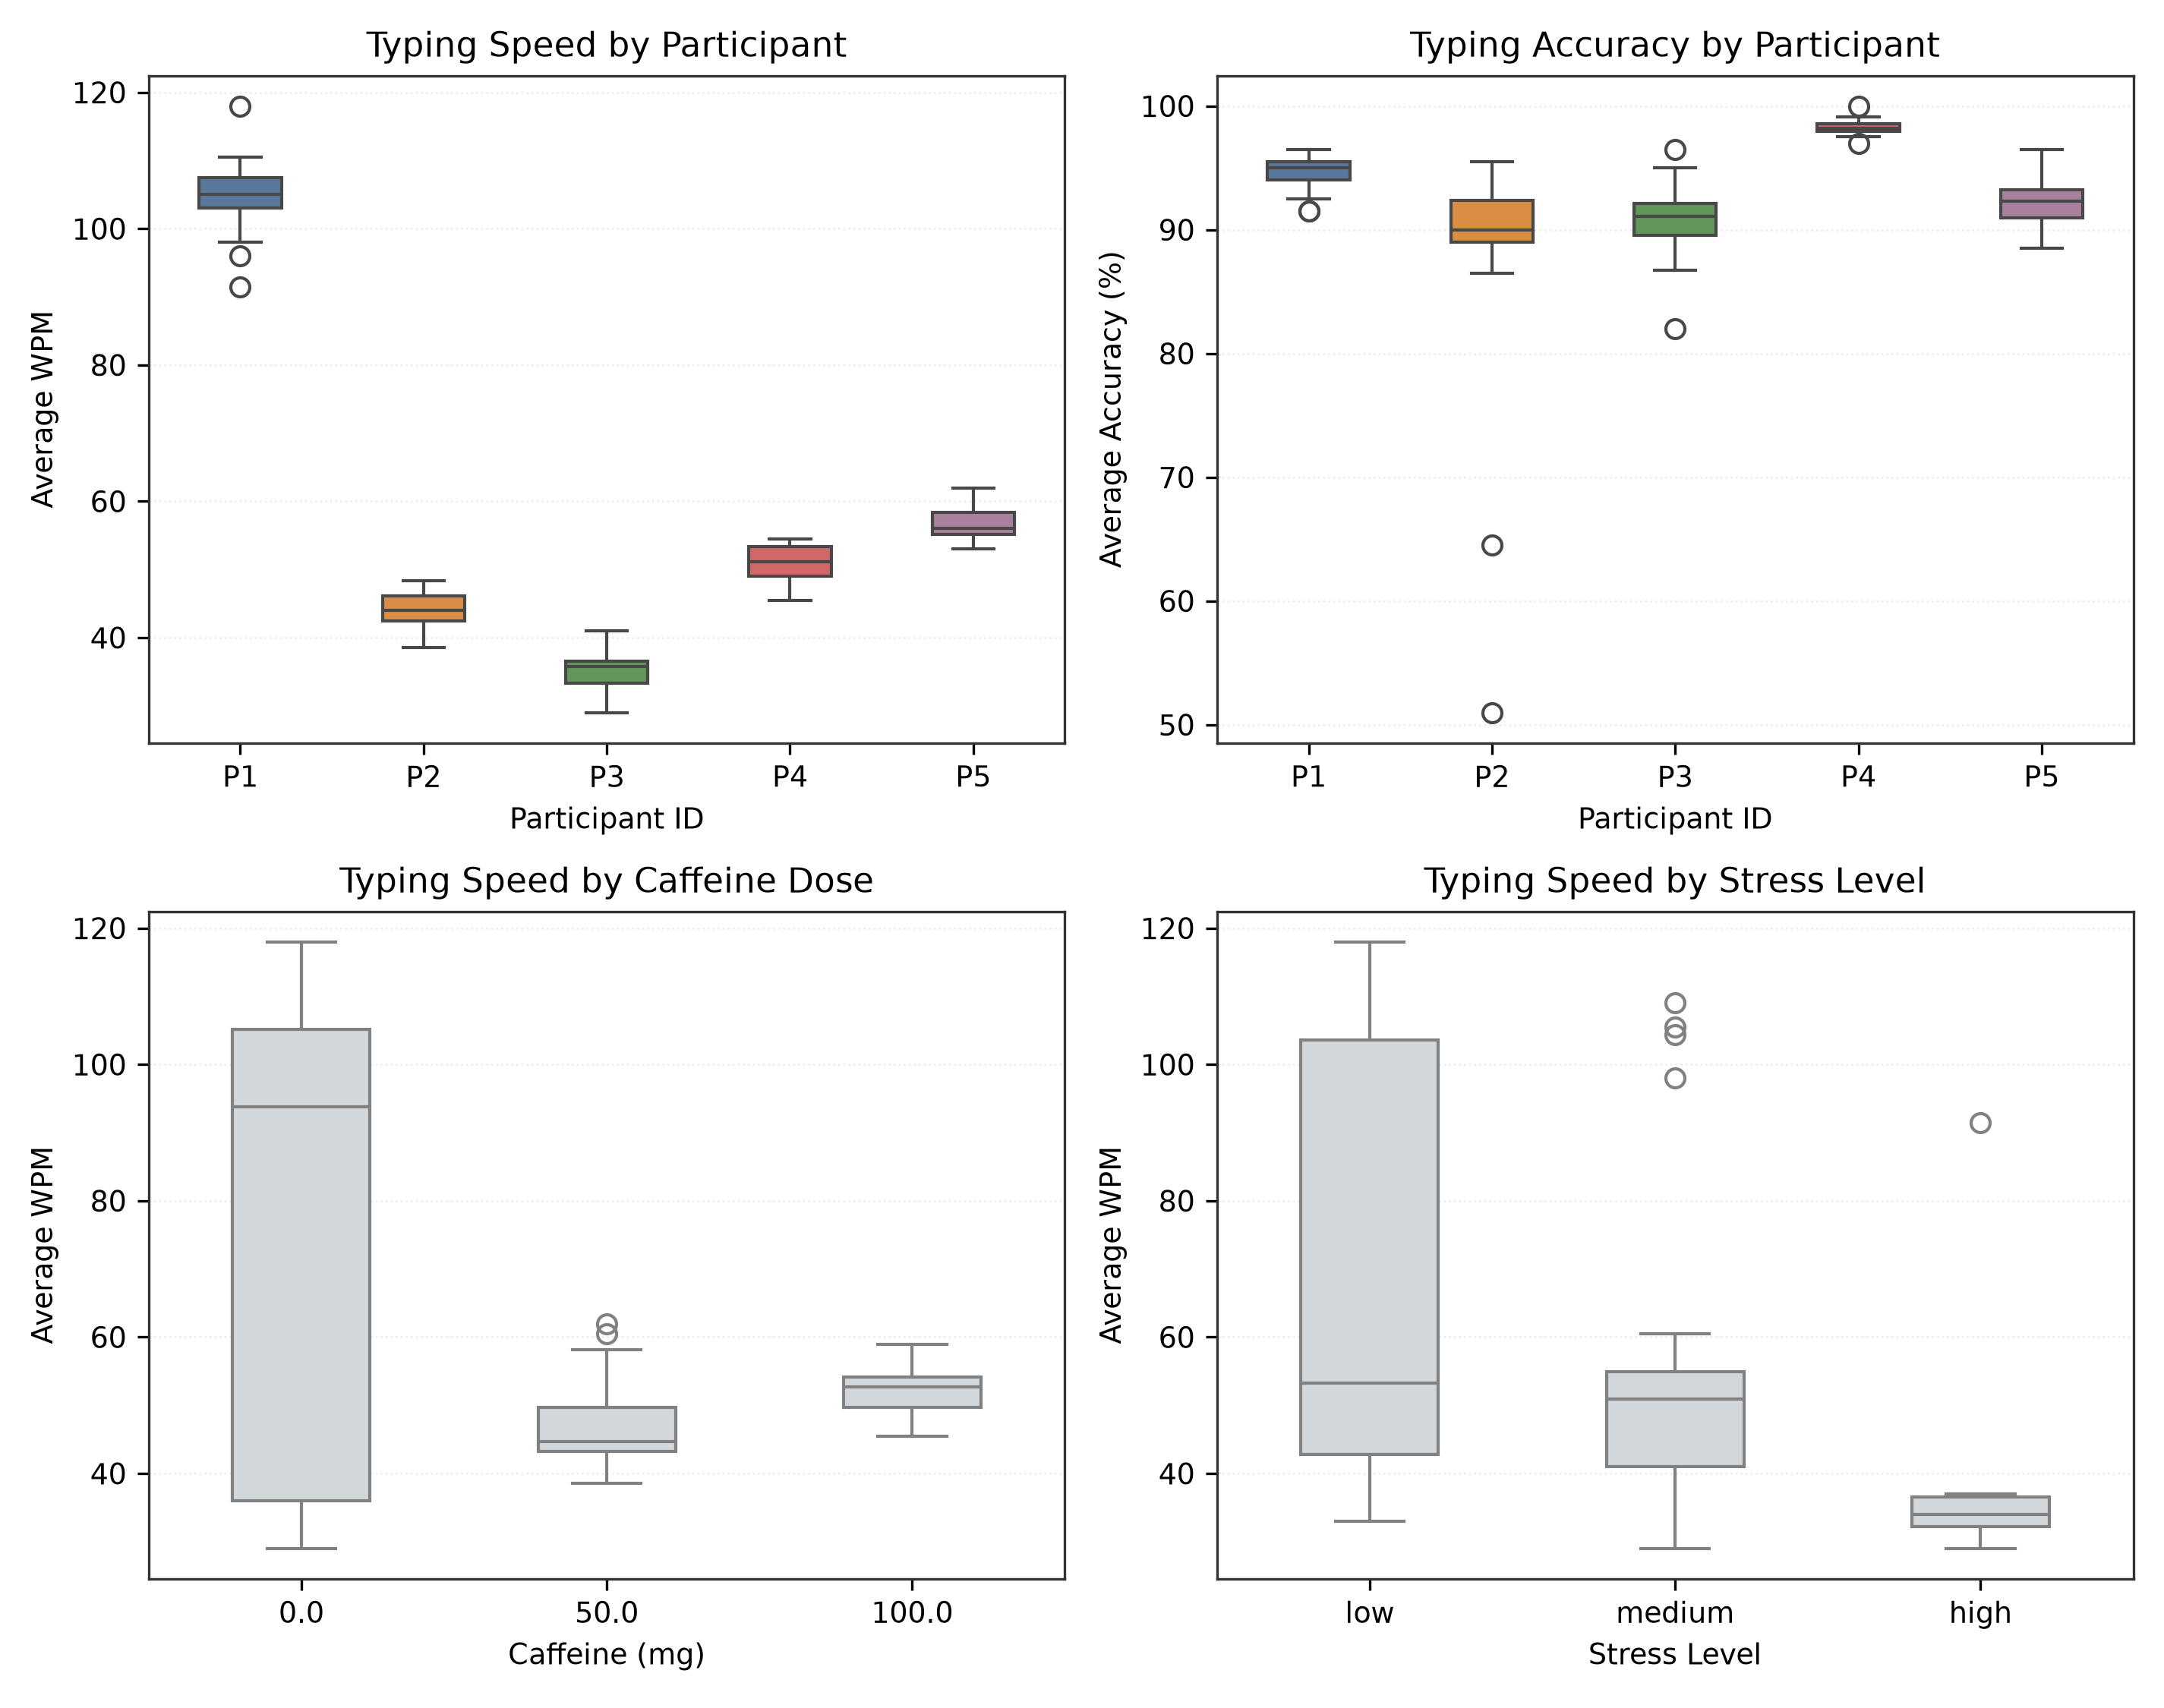 Typing Speed by Participant
120
100
80
60
40
Average WPM
P1 P2 P3 P4 P5
Participant ID
Typing Accuracy by Participant
100
90
80
70
60
50
Average Accuracy (%)
P1 P2 P3 P4 P5
Participant ID
Typing Speed by Caffeine Dose
120
100
80
60
40
Average WPM
0.0 50.0 100.0
Caffeine (mg)
Typing Speed by Stress Level
120
100
80
60
40
Average WPM
low medium high
Stress Level